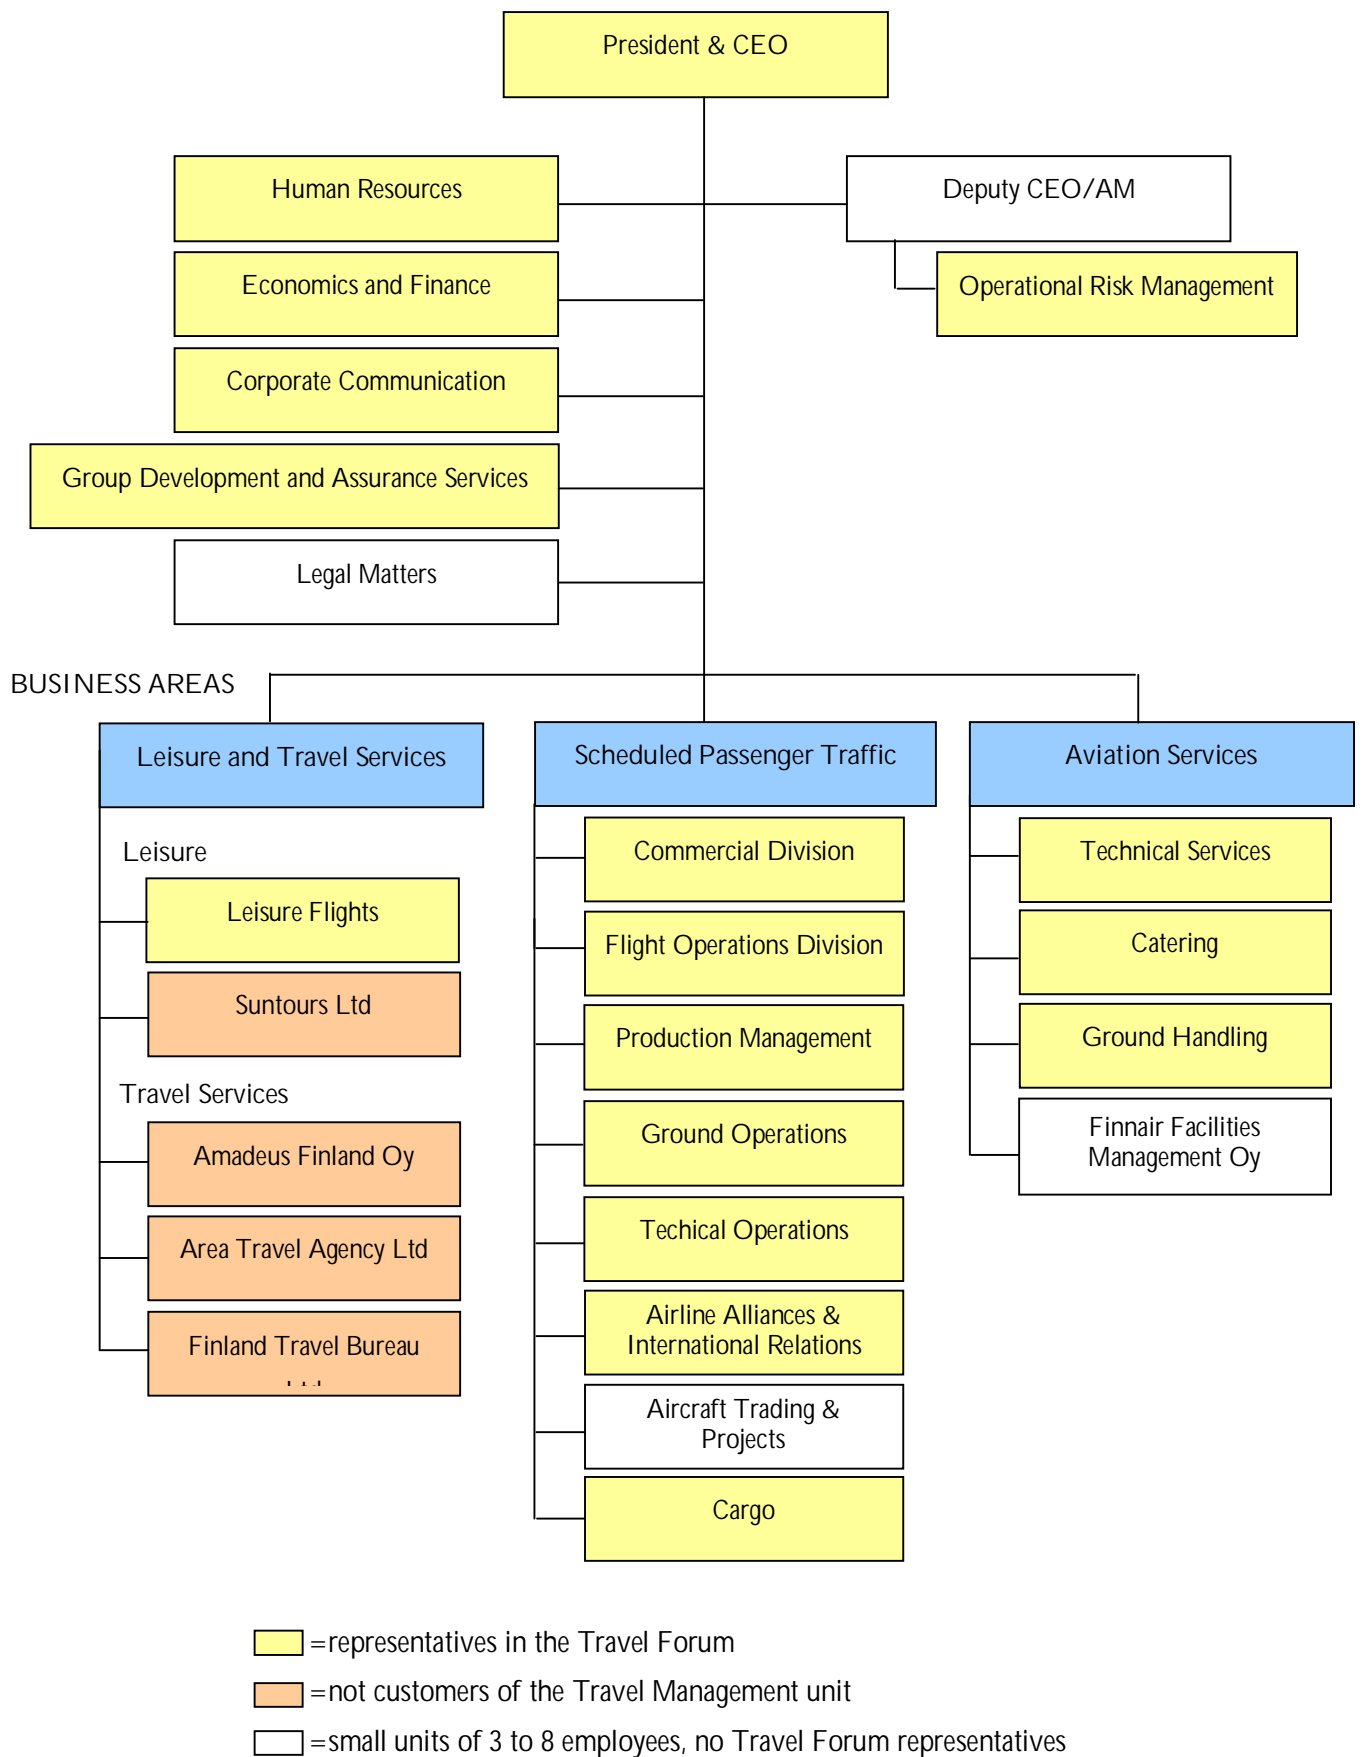 President & CEO
Human Resources
Deputy CEO/AM
Economics and Finance
Operational Risk Management
Corporate Communication
Group Development and Assurance Services
Legal Matters
BUSINESS AREAS
Leisure and Travel Services
Leisure
Leisure Flights
Suntours Ltd
Travel Services
Amadeus Finland Oy
Area Travel Agency Ltd
Finland Travel Bureau
Scheduled Passenger Traffic
Commercial Division
Flight Operations Division
Production Management
Ground Operations
Techical Operations
Airline Alliances &
International Relations
Aircraft Trading &
Projects
Cargo
Aviation Services
Technical Services
Catering
Ground Handling
Finnair Facilities
Management Oy
=representatives in the Travel Forum
=not customers of the Travel Management unit
=small units of 3 to 8 employees, no Travel Forum representatives